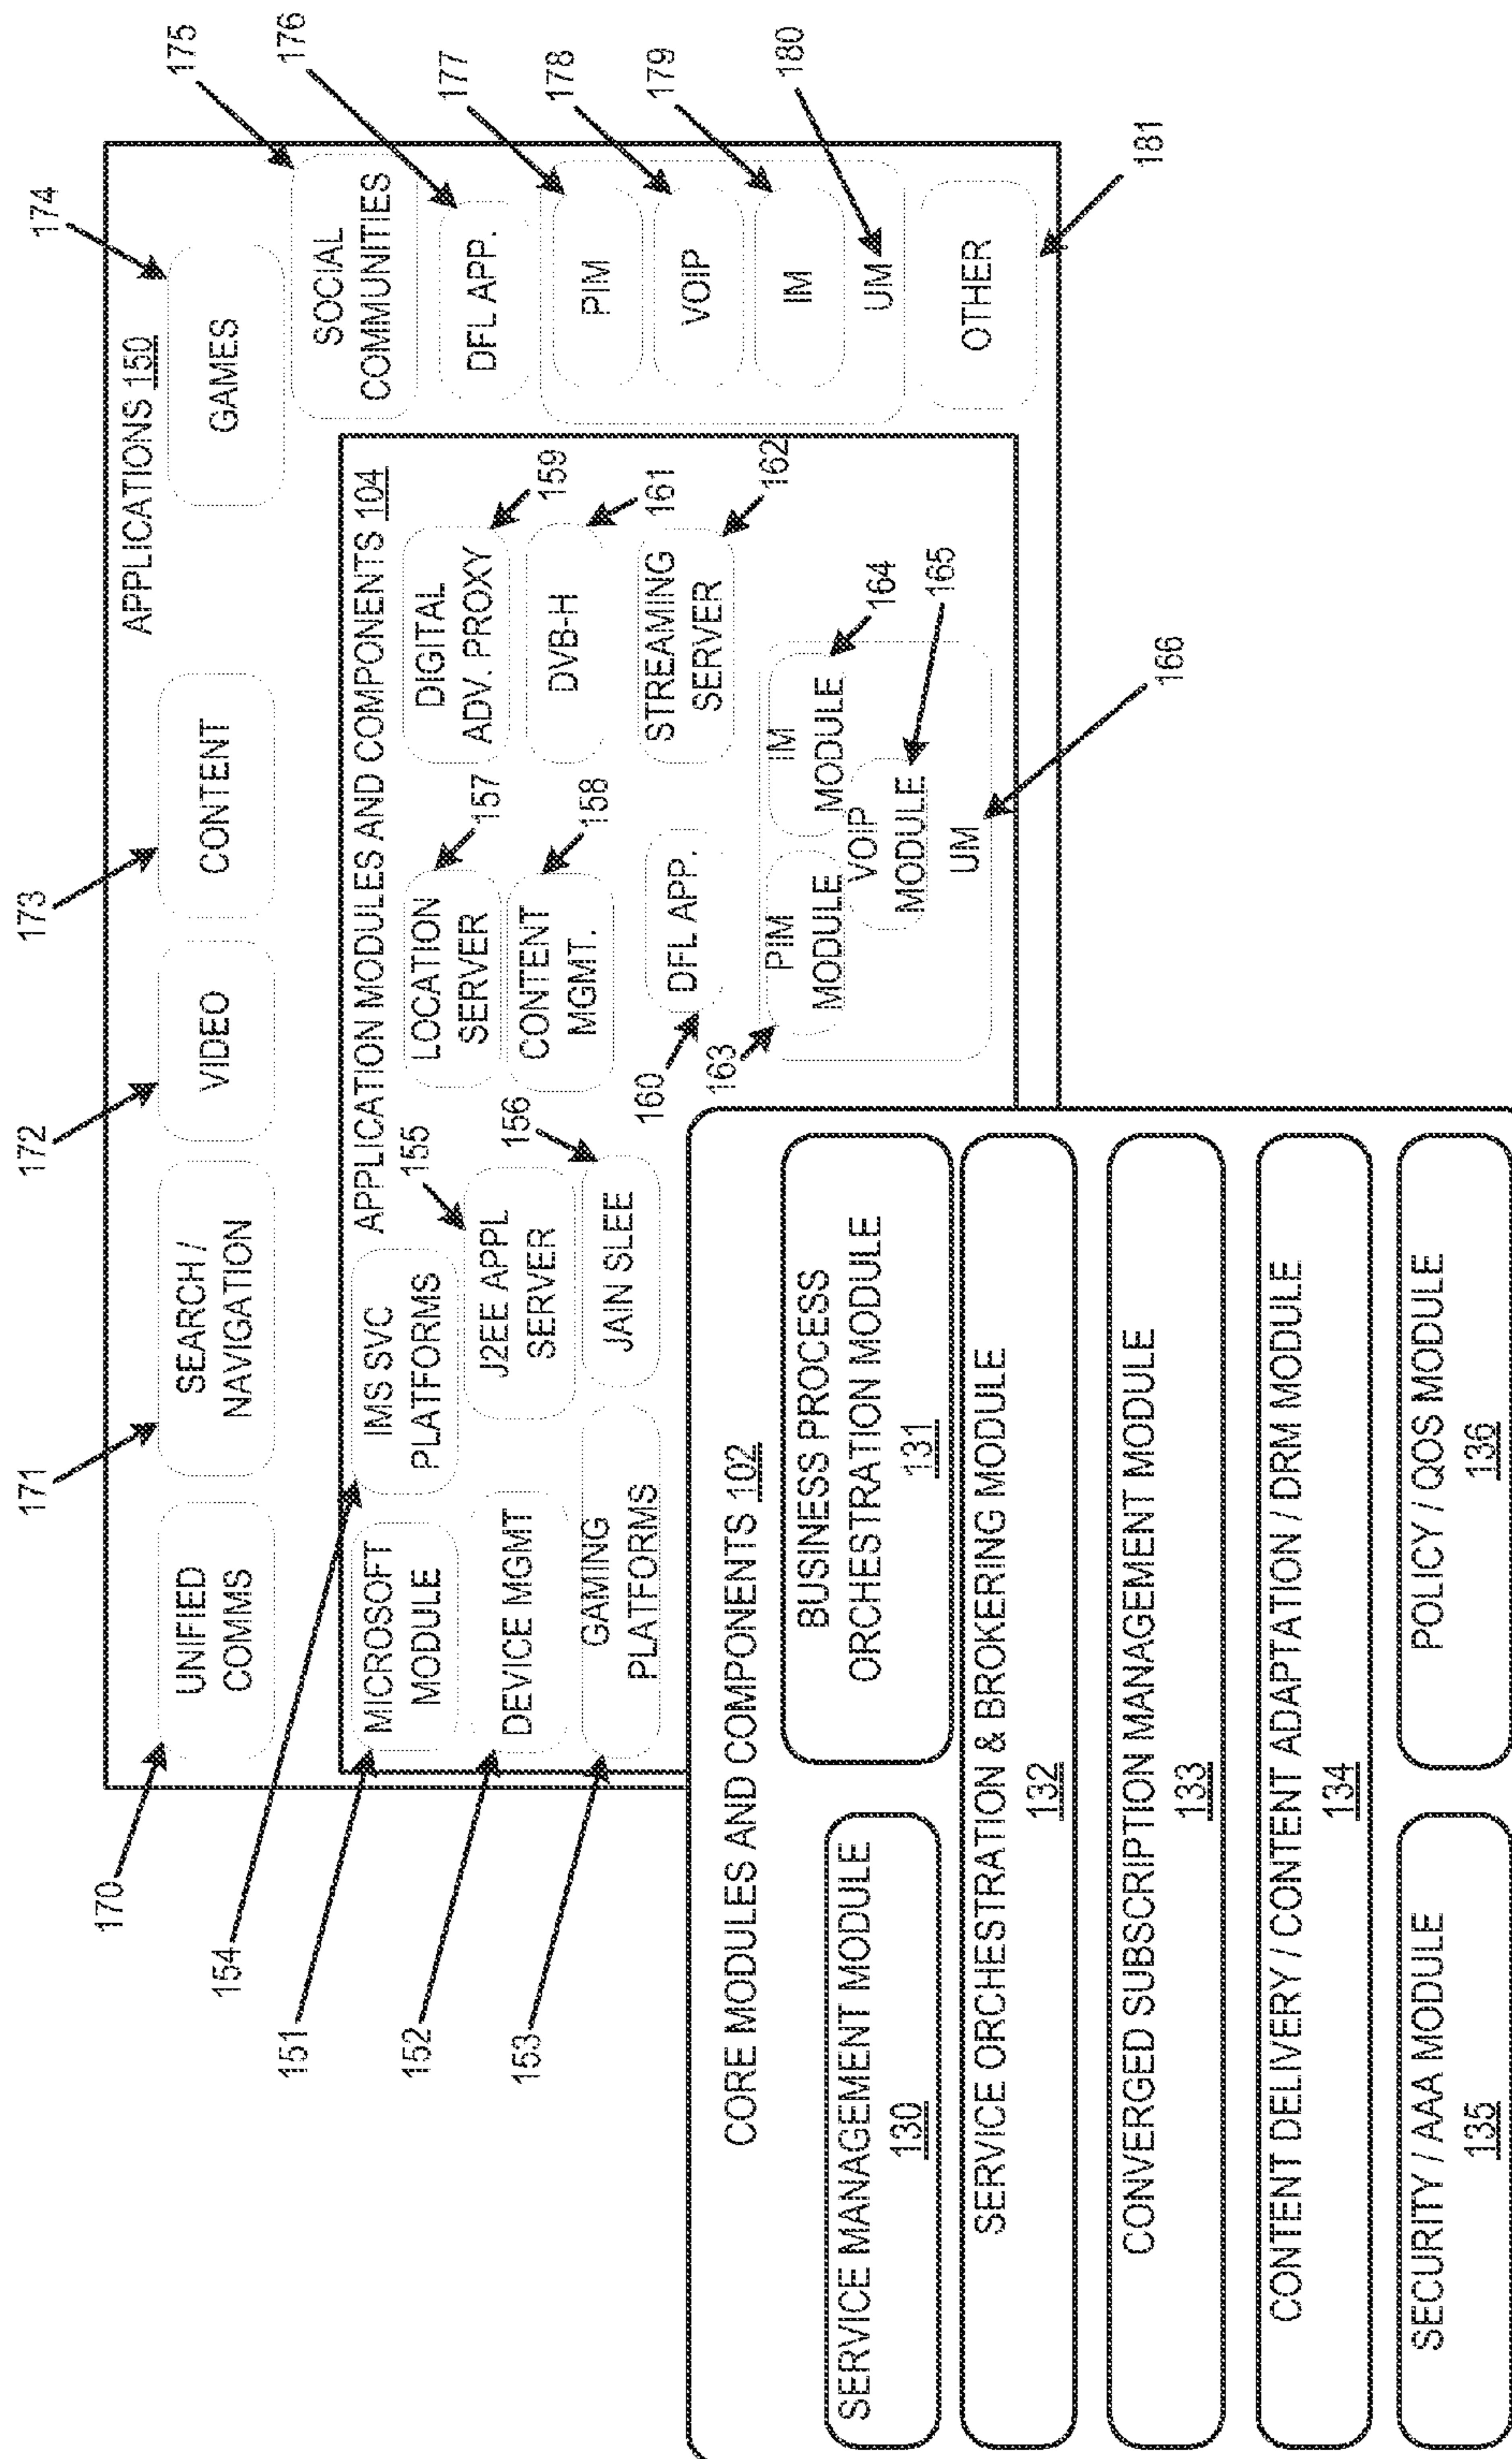 170
171
172
173
174
175
176
177
178
179
180
181
APPLICATIONS 150
UNIFIED
COMMS
SEARCH /
NAVIGATION
VIDEO
CONTENT
GAMES
SOCIAL
COMMUNITIES
DFL APP.
PIM
VOIP
IM
UM
OTHER
APPLICATION MODULES AND COMPONENTS 104
154
151
152
153
MICROSOFT
MODULE
DEVICE MGMT
GAMING
PLATFORMS
IMS SVC
PLATFORMS
155
J2EE APPL
SERVER
156
JAIN SLEE
LOCATION
SERVER
157
CONTENT
MGMT.
158
DIGITAL
ADV. PROXY
159
DVB-H
161
160
DFL APP.
STREAMING
SERVER
162
163
PIM
MODULE
IM
MODULE
164
VOIP
MODULE
165
UM
166
CORE MODULES AND COMPONENTS 102
SERVICE MANAGEMENT MODULE
130
BUSINESS PROCESS
ORCHESTRATION MODULE
131
SERVICE ORCHESTRATION & BROKERING MODULE
132
CONVERGED SUBSCRIPTION MANAGEMENT MODULE
133
CONTENT DELIVERY / CONTENT ADAPTATION / DRM MODULE
134
SECURITY / AAA MODULE
135
POLICY / QOS MODULE
136